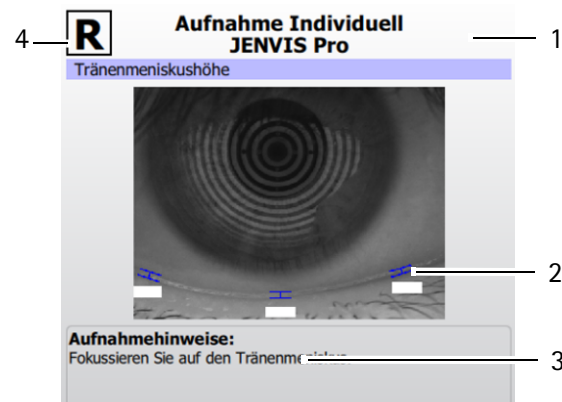 4
R
Aufnahme Individuell
JENVIS Pro
1
Tränenmeniskushöhe
2
Aufnahmehinweise:
Fokussieren Sie auf den
3